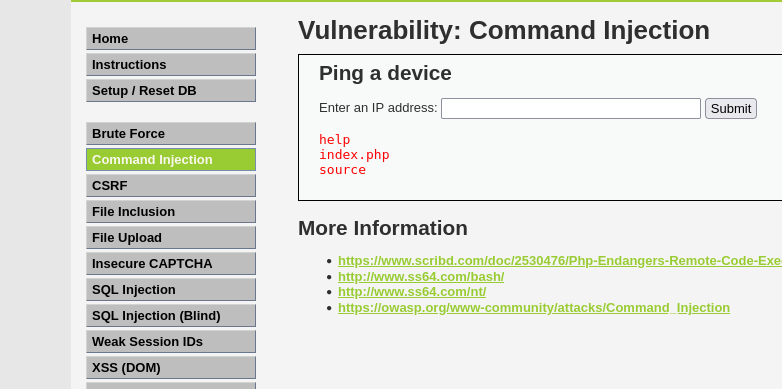 Home
Instructions
Setup / Reset DB
Brute Force
Command Injection
CSRF
File Inclusion
File Upload
Insecure CAPTCHA
SQL Injection
SQL Injection (Blind)
Weak Session IDs
XSS (DOM)
Vulnerability: Command Injection
Ping a device
Enter an IP address: Submit
help
index.php
source
More Information
https://www.scribd.com/doc/2530476/Php-Endangers-Remote-Code-Exe
http://www.ss64.com/bash/
http://www.ss64.com/nt/
https://owasp.org/www-community/attacks/Command_Injection